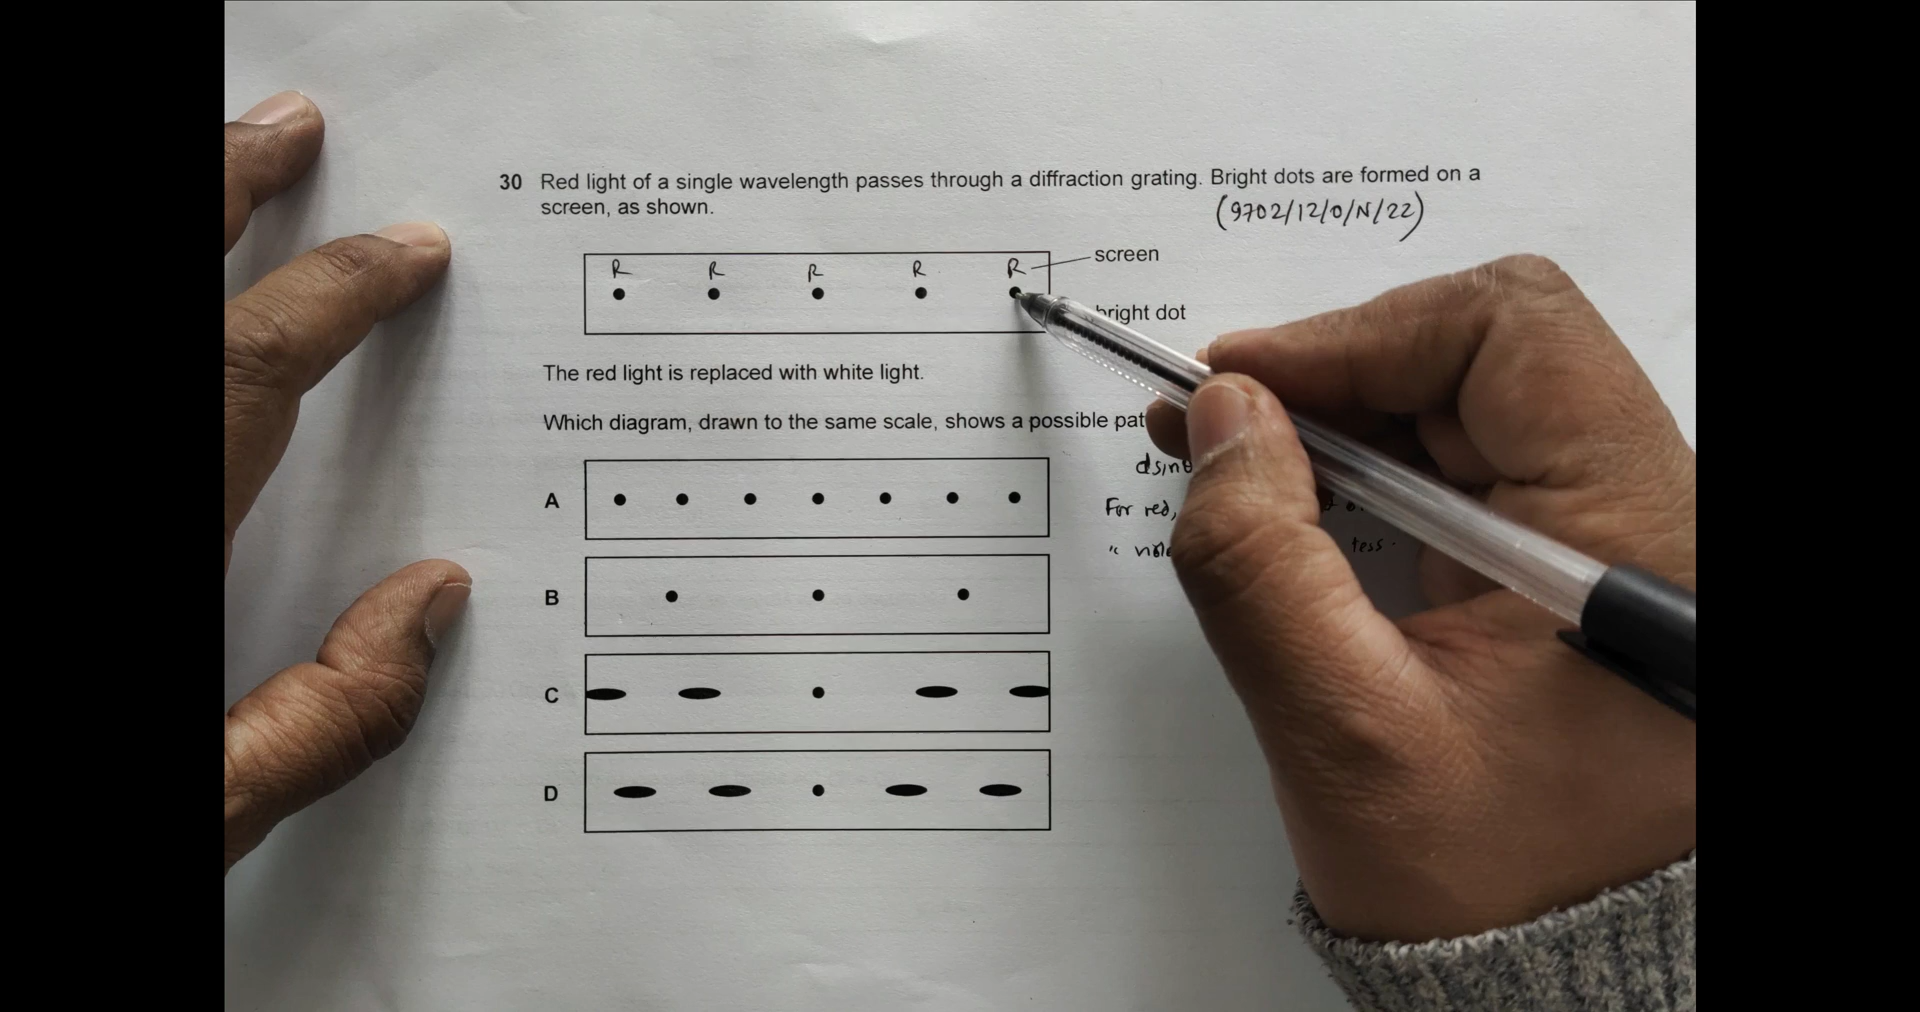 30 Red light of a single wavelength passes through a diffraction grating. Bright dots are formed on a
screen, as shown.
(9702/12/O/N/22)
R R R R R
screen
bright dot
The red light is replaced with white light.
Which diagram, drawn to the same scale, shows a possible
dsinθ
A
For red,
less.
B
C
D